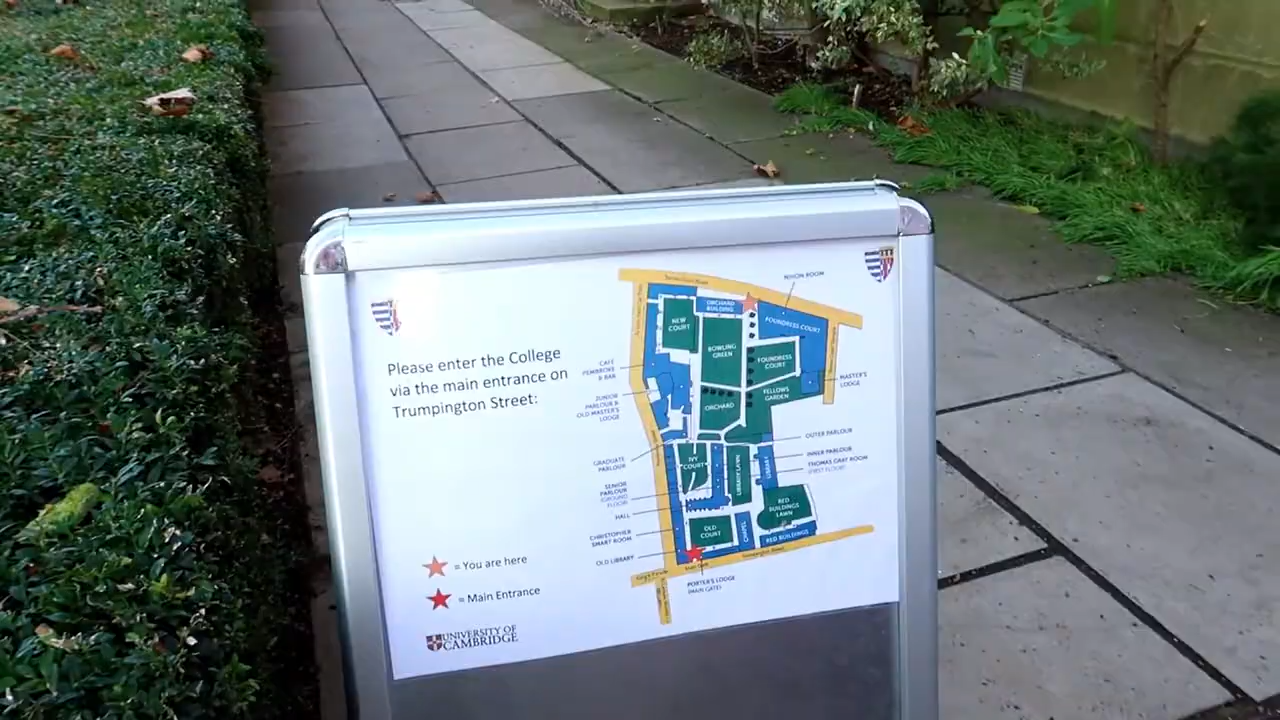 Please enter the College
via the main entrance on
Trumpington Street:
NIHON ROOM
ORCHARD
BUILDING
FOUNDRESS COURT
NEW
COURT
BOWLING
GREEN
FOUNDRESS
COURT
CAFE
PEMBROKE
& BAR
MASTER'S
LODGE
FELLOWS
GARDEN
JUNIOR
PARLOUR &
OLD MASTER'S
LODGE
ORCHARD
OUTER PARLOUR
GRADUATE
PARLOUR
IVY
COURT
LIBRARY LAWN
LIBRARY
INNER PARLOUR
THOMAS GRAY ROOM
(FIRST FLOOR)
SENIOR
PARLOUR
(GROUND
FLOOR)
HALL
RED
BUILDINGS
LAWN
CHRISTOPHER
SMART ROOM
OLD
COURT
CHAPEL
RED BUILDINGS
OLD LIBRARY
Trumpington Street
PORTER'S LODGE
(MAIN GATE)
= You are here
= Main Entrance
UNIVERSITY OF
CAMBRIDGE